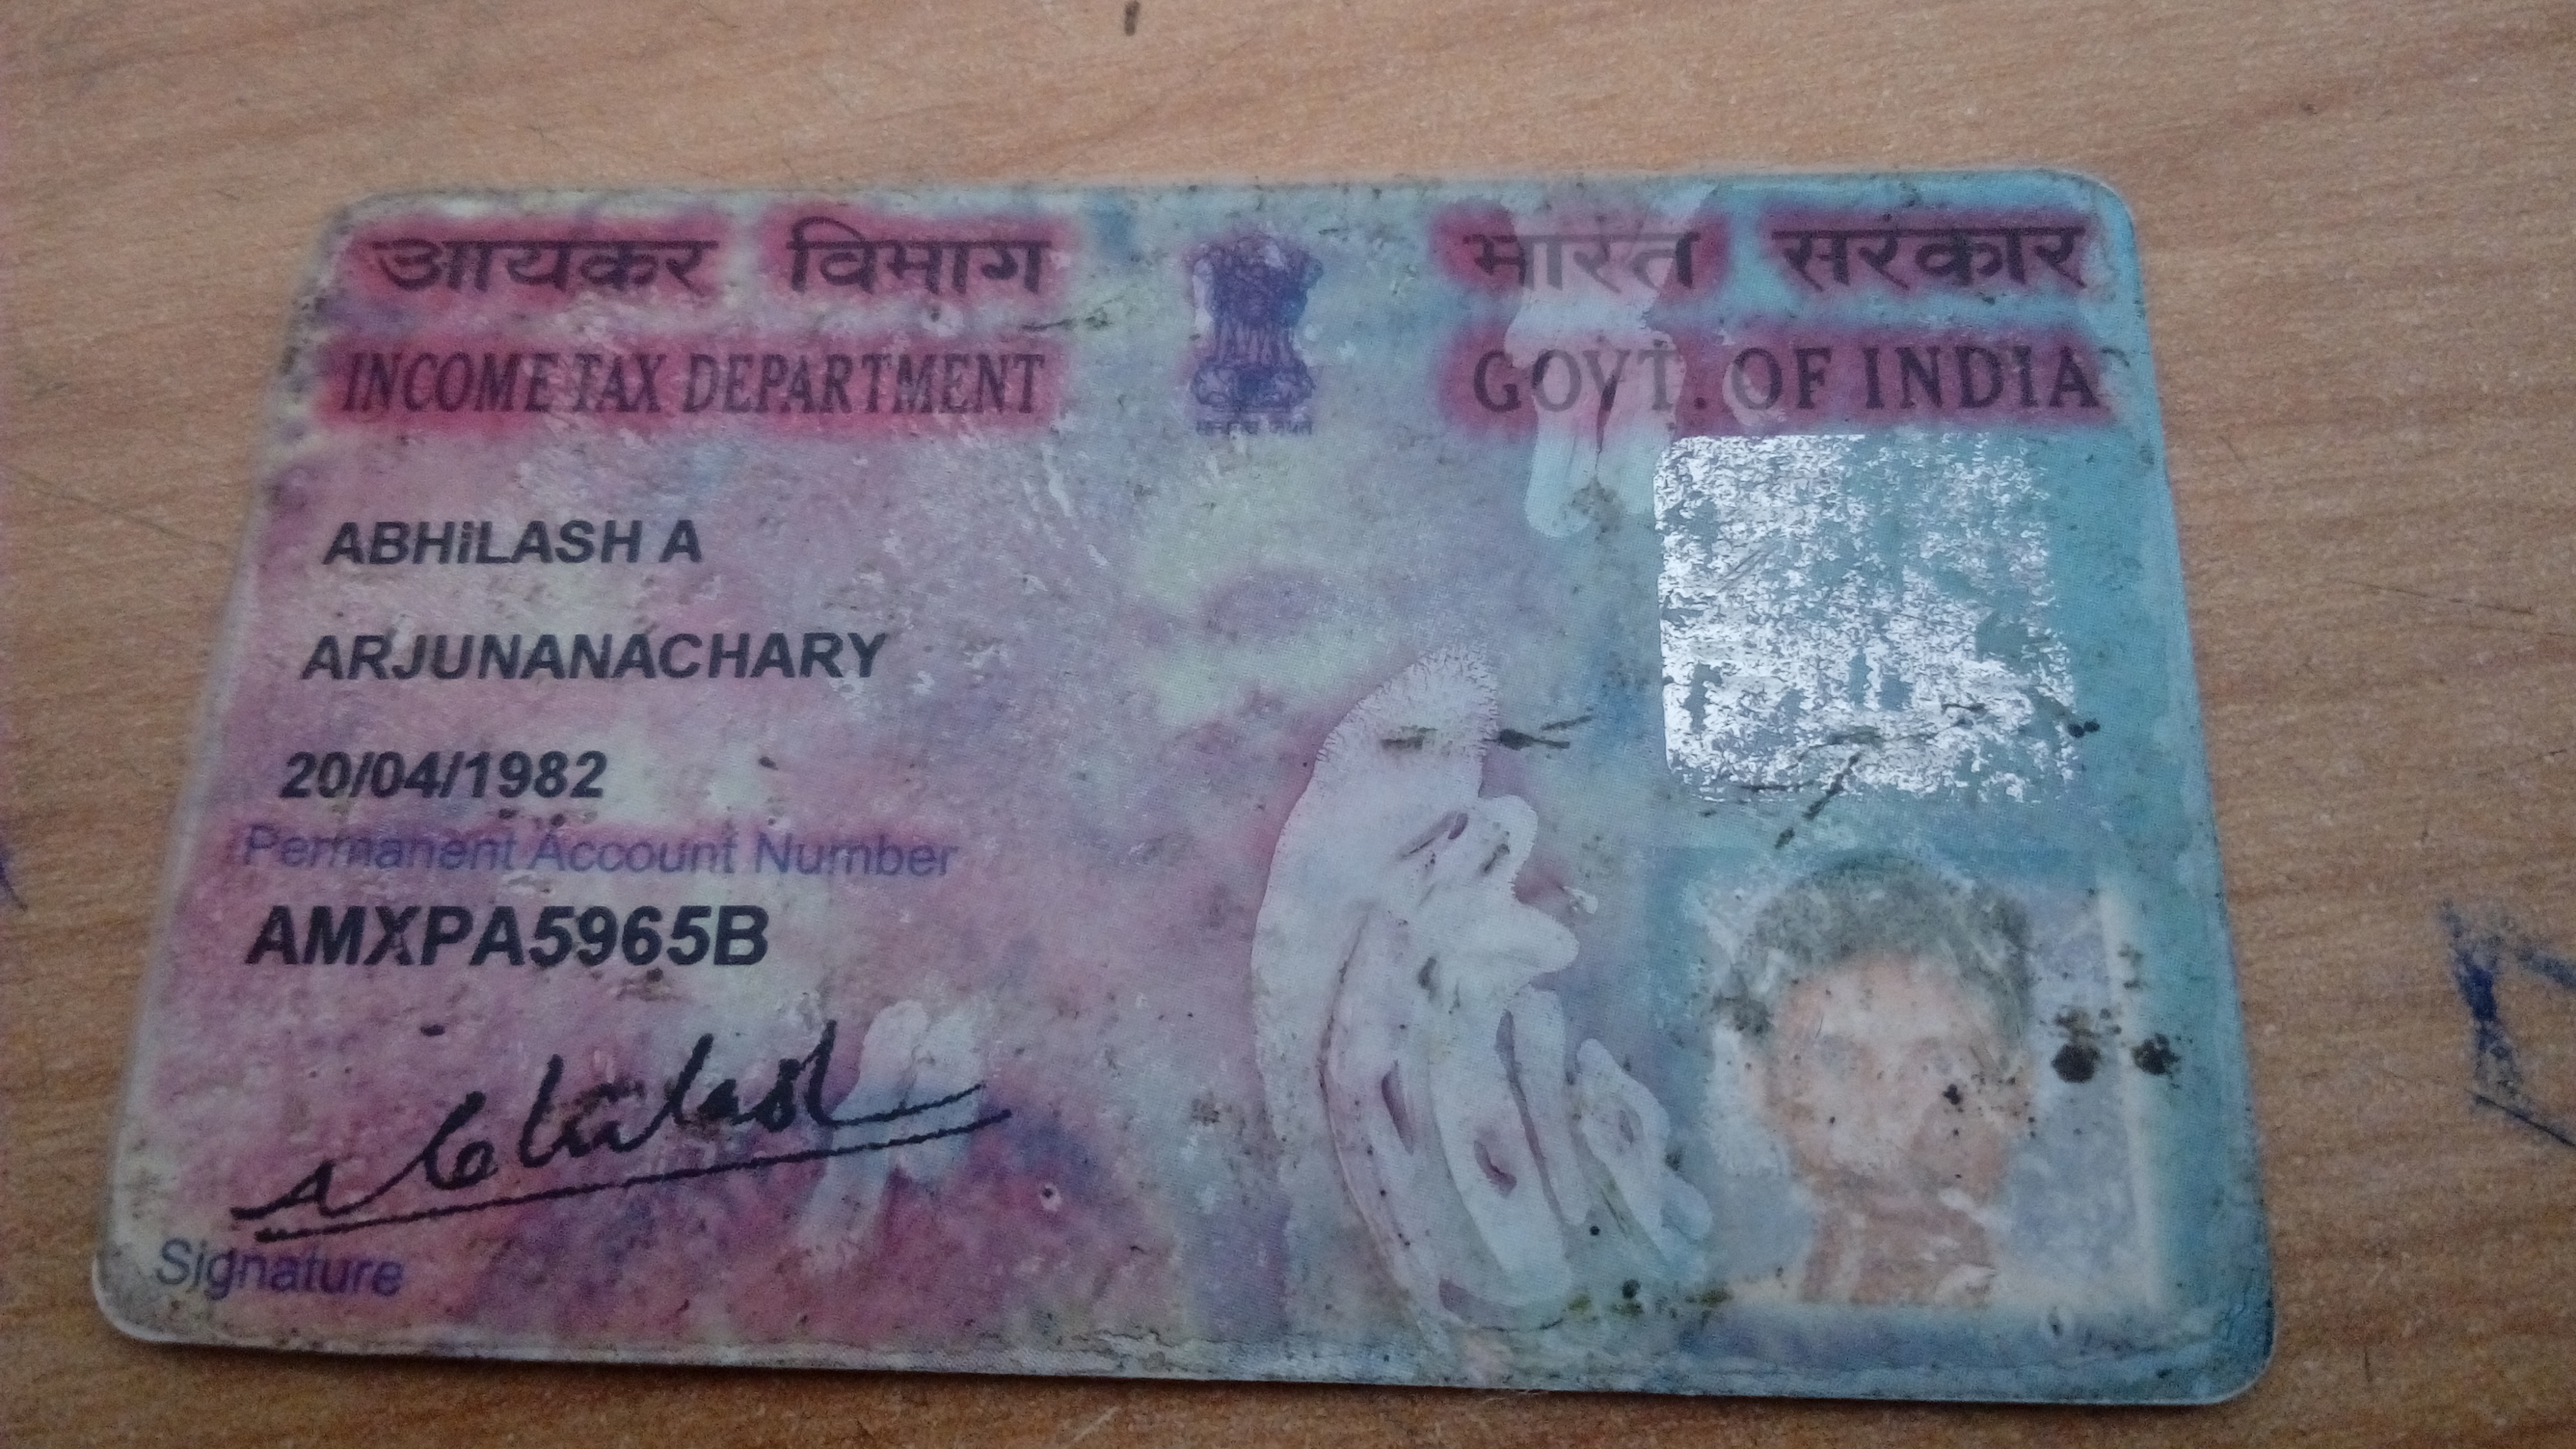 आयकर विभाग
INCOME TAX DEPARTMENT
भारत सरकार
GOVT. OF INDIA
ABHiLASH A
ARJUNANACHARY
20/04/1982
Permanent Account Number
AMXPA5965B
Abhilash
Signature